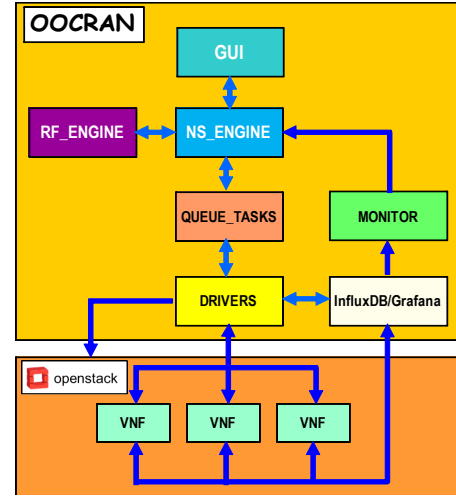 OOCRAN
GUI
RF_ENGINE
NS_ENGINE
QUEUE_TASKS
MONITOR
DRIVERS
InfluxDB/Grafana
openstack
VNF
VNF
VNF